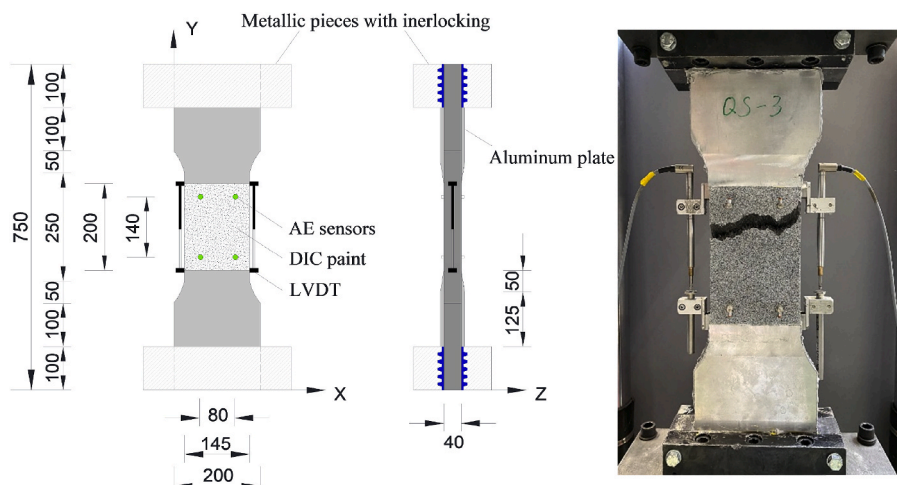 Metallic pieces with inerlocking
Y
100
100
50
750
250
200
140
50
100
100
AE sensors
DIC paint
LVDT
X
80
145
200
Aluminum plate
50
125
Z
40
QS-3